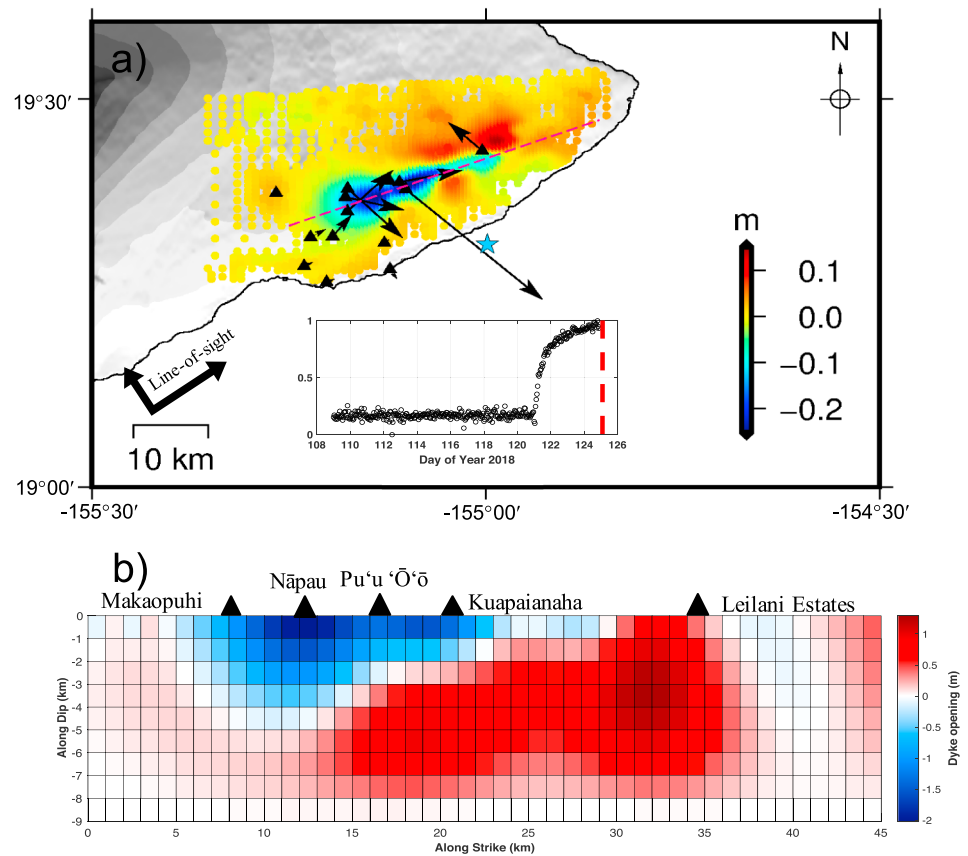 a)
N
19°30′
m
0.1
0.0
−0.1
−0.2
Line-of-sight
10 km
1
0.5
0
108 110 112 114 116 118 120 122 124 126
Day of Year 2018
19°00′
-155°30′ -155°00′ -154°30′
b)
Makaopuhi Nāpau Puʻu ʻŌʻō Kuapaianaha Leilani Estates
0
-1
-2
-3
-4
-5
-6
-7
-8
-9
Along Dip (km)
0 5 10 15 20 25 30 35 40 45
Along Strike (km)
1
0.5
0
-0.5
-1
-1.5
-2
Dyke opening (m)